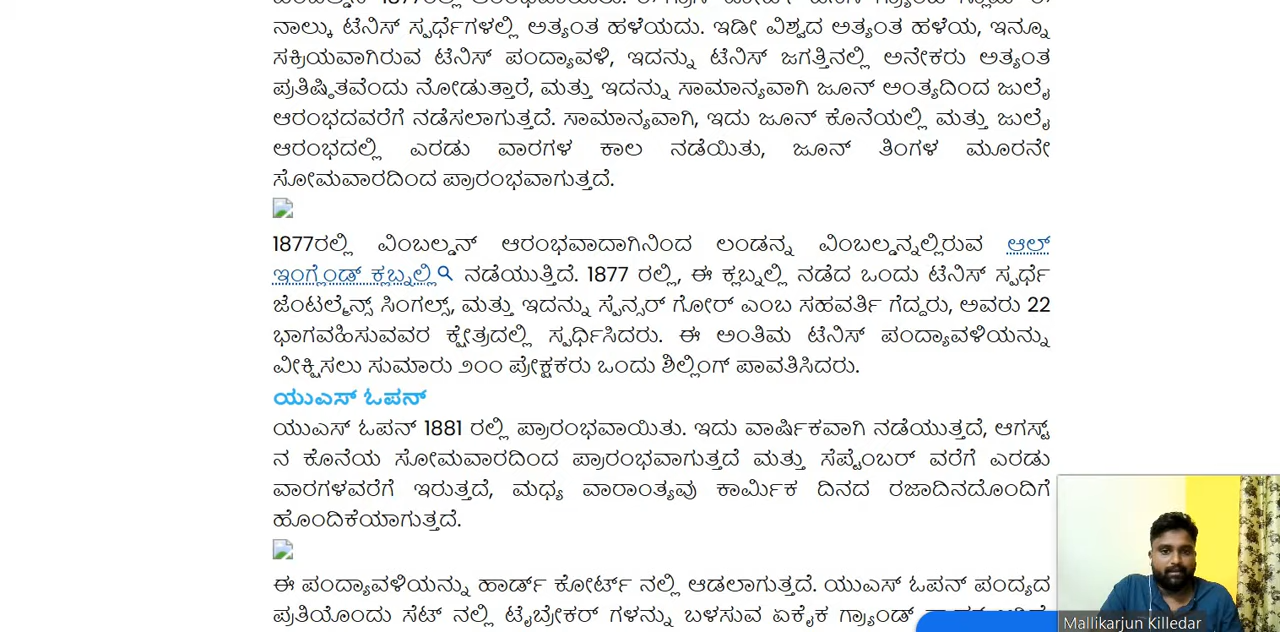 ನಾಲ್ಕು ಟೆನಿಸ್ ಸ್ಪರ್ಧೆಗಳಲ್ಲಿ ಅತ್ಯಂತ ಹಳೆಯದು. ಇಡೀ ವಿಶ್ವದ ಅತ್ಯಂತ ಹಳೆಯ, ಇನ್ನೂ
ಸಕ್ರಿಯವಾಗಿರುವ ಟೆನಿಸ್ ಪಂದ್ಯಾವಳಿ, ಇದನ್ನು ಟೆನಿಸ್ ಜಗತ್ತಿನಲ್ಲಿ ಅನೇಕರು ಅತ್ಯಂತ
ಪ್ರತಿಷ್ಠಿತವೆಂದು ನೋಡುತ್ತಾರೆ, ಮತ್ತು ಇದನ್ನು ಸಾಮಾನ್ಯವಾಗಿ ಜೂನ್ ಅಂತ್ಯದಿಂದ ಜುಲೈ
ಆರಂಭದವರೆಗೆ ನಡೆಸಲಾಗುತ್ತದೆ. ಸಾಮಾನ್ಯವಾಗಿ, ಇದು ಜೂನ್ ಕೊನೆಯಲ್ಲಿ ಮತ್ತು ಜುಲೈ
ಆರಂಭದಲ್ಲಿ ಎರಡು ವಾರಗಳ ಕಾಲ ನಡೆಯಿತು, ಜೂನ್ ತಿಂಗಳ ಮೂರನೇ
ಸೋಮವಾರದಿಂದ ಪ್ರಾರಂಭವಾಗುತ್ತದೆ.
1877ರಲ್ಲಿ ವಿಂಬಲ್ಡನ್ ಆರಂಭವಾದಾಗಿನಿಂದ ಲಂಡನ್ನ ವಿಂಬಲ್ಡನ್ನಲ್ಲಿರುವ ಆಲ್
ಇಂಗ್ಲೆಂಡ್ ಕ್ಲಬ್ನಲ್ಲಿ ನಡೆಯುತ್ತಿದೆ. 1877 ರಲ್ಲಿ, ಈ ಕ್ಲಬ್ನಲ್ಲಿ ನಡೆದ ಒಂದು ಟೆನಿಸ್ ಸ್ಪರ್ಧೆ
ಜೆಂಟಲ್ಮೆನ್ಸ್ ಸಿಂಗಲ್ಸ್, ಮತ್ತು ಇದನ್ನು ಸ್ಪೆನ್ಸರ್ ಗೋರ್ ಎಂಬ ಸಹವರ್ತಿ ಗೆದ್ದರು, ಅವರು 22
ಭಾಗವಹಿಸುವವರ ಕ್ಷೇತ್ರದಲ್ಲಿ ಸ್ಪರ್ಧಿಸಿದರು. ಈ ಅಂತಿಮ ಟೆನಿಸ್ ಪಂದ್ಯಾವಳಿಯನ್ನು
ವೀಕ್ಷಿಸಲು ಸುಮಾರು ೨೦೦ ಪ್ರೇಕ್ಷಕರು ಒಂದು ಶಿಲ್ಲಿಂಗ್ ಪಾವತಿಸಿದರು.
ಯುಎಸ್ ಓಪನ್
ಯುಎಸ್ ಓಪನ್ 1881 ರಲ್ಲಿ ಪ್ರಾರಂಭವಾಯಿತು. ಇದು ವಾರ್ಷಿಕವಾಗಿ ನಡೆಯುತ್ತದೆ, ಆಗಸ್ಟ್
ನ ಕೊನೆಯ ಸೋಮವಾರದಿಂದ ಪ್ರಾರಂಭವಾಗುತ್ತದೆ ಮತ್ತು ಸೆಪ್ಟೆಂಬರ್ ವರೆಗೆ ಎರಡು
ವಾರಗಳವರೆಗೆ ಇರುತ್ತದೆ, ಮಧ್ಯ ವಾರಾಂತ್ಯವು ಕಾರ್ಮಿಕ ದಿನದ ರಜಾದಿನದೊಂದಿಗೆ
ಹೊಂದಿಕೆಯಾಗುತ್ತದೆ.
ಈ ಪಂದ್ಯಾವಳಿಯನ್ನು ಹಾರ್ಡ್ ಕೋರ್ಟ್ ನಲ್ಲಿ ಆಡಲಾಗುತ್ತದೆ. ಯುಎಸ್ ಓಪನ್ ಪಂದ್ಯದ
ಪ್ರತಿಯೊಂದು ಸೆಟ್ ನಲ್ಲಿ ಟೈಬ್ರೇಕರ್ ಗಳನ್ನು ಬಳಸುವ ಏಕೈಕ ಗ್ರ್ಯಾಂಡ್
Mallikarjun Killedar